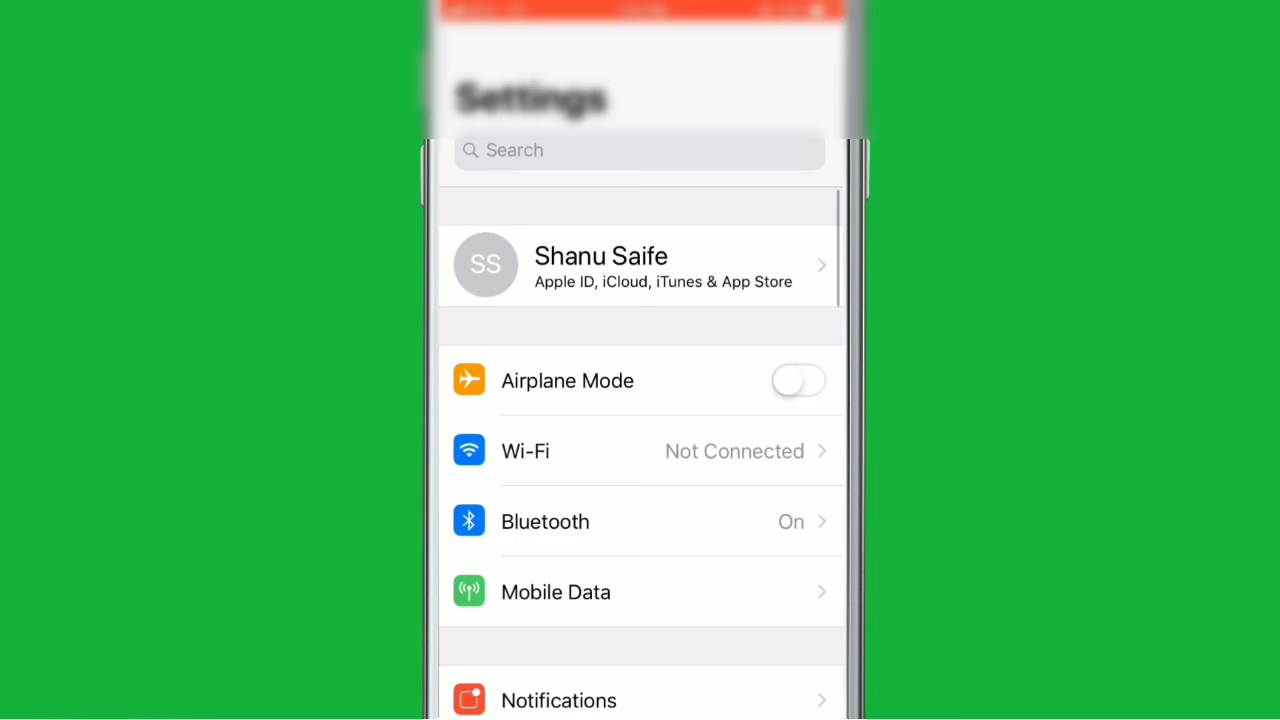 Settings
Search
SS
Shanu Saife
Apple ID, iCloud, iTunes & App Store
Airplane Mode
Wi-Fi Not Connected
Bluetooth On
Mobile Data
Notifications